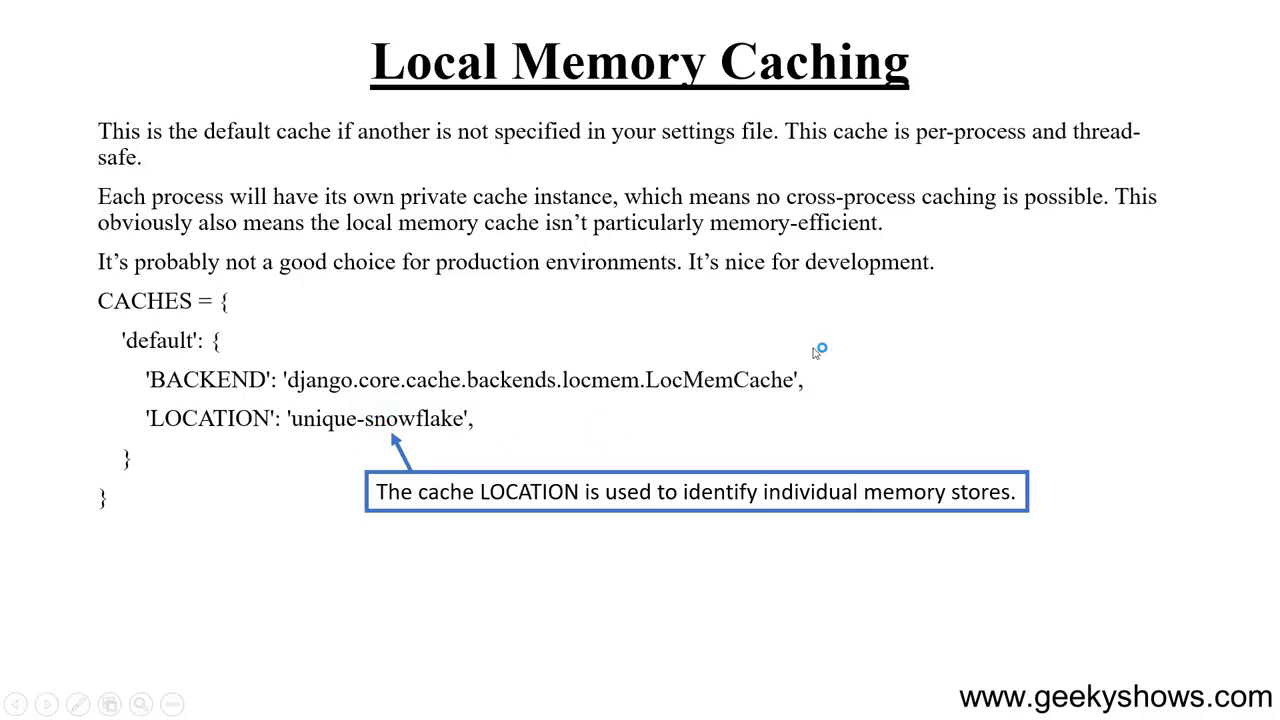 Local Memory Caching
This is the default cache if another is not specified in your settings file. This cache is per-process and thread-
safe.
Each process will have its own private cache instance, which means no cross-process caching is possible. This
obviously also means the local memory cache isn’t particularly memory-efficient.
It’s probably not a good choice for production environments. It’s nice for development.
CACHES = {
'default': {
'BACKEND': 'django.core.cache.backends.locmem.LocMemCache',
'LOCATION': 'unique-snowflake',
}
}
The cache LOCATION is used to identify individual memory stores.
www.geekyshows.com